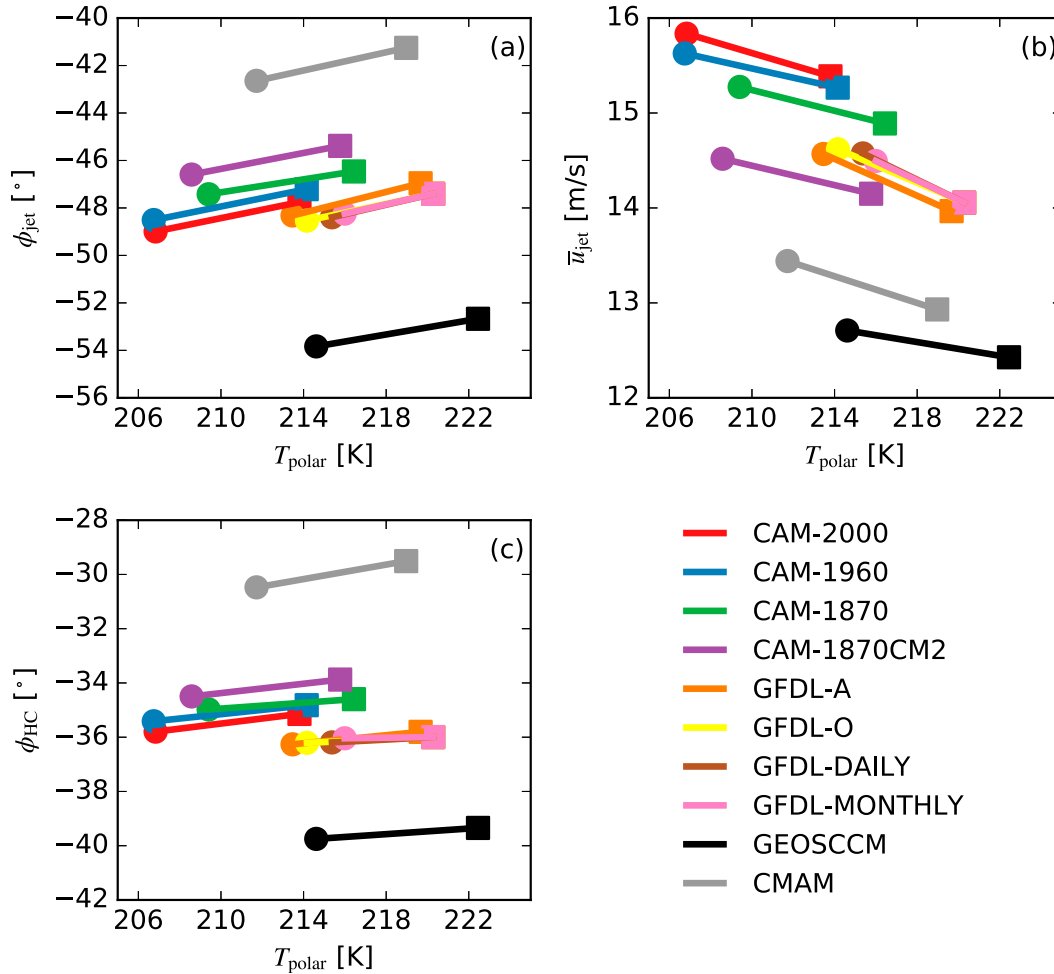 (a)
−40
−42
−44
−46
−48
−50
−52
−54
−56
ϕjet [°]
206 210 214 218 222
Tpolar [K]
(b)
16
15
14
13
12
u̅jet [m/s]
206 210 214 218 222
Tpolar [K]
(c)
−28
−30
−32
−34
−36
−38
−40
−42
ϕHC [°]
206 210 214 218 222
Tpolar [K]
CAM-2000
CAM-1960
CAM-1870
CAM-1870CM2
GFDL-A
GFDL-O
GFDL-DAILY
GFDL-MONTHLY
GEOSCCM
CMAM